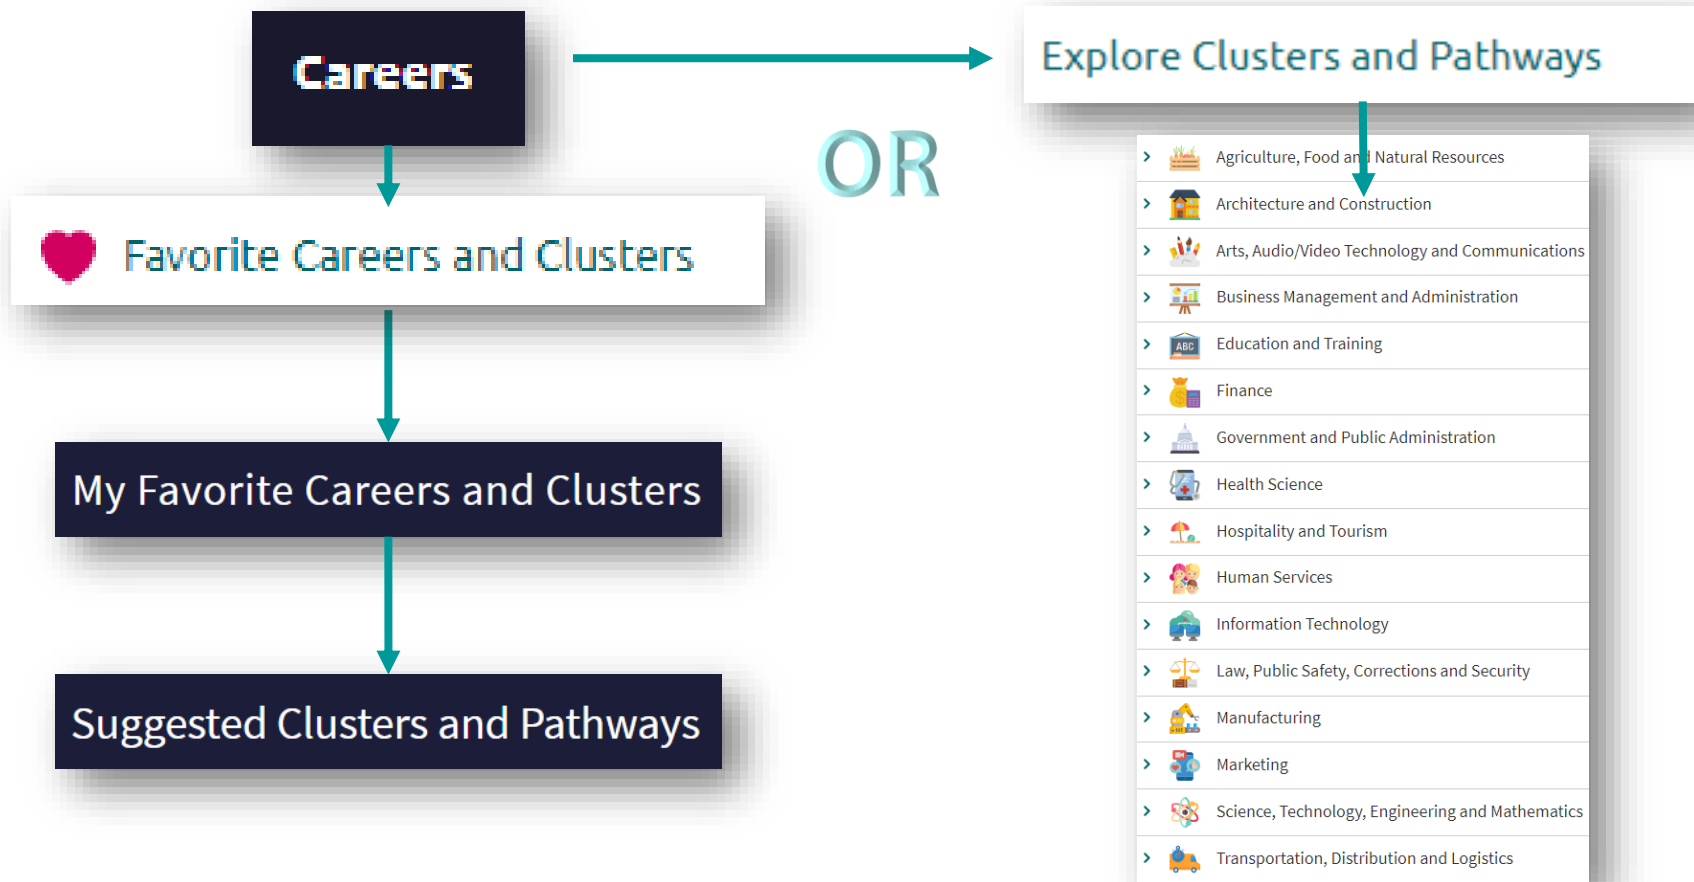 Careers
Favorite Careers and Clusters
My Favorite Careers and Clusters
Suggested Clusters and Pathways
OR
Explore Clusters and Pathways
Agriculture, Food and Natural Resources
Architecture and Construction
Arts, Audio/Video Technology and Communications
Business Management and Administration
ABC
Education and Training
Finance
Government and Public Administration
Health Science
Hospitality and Tourism
Human Services
Information Technology
Law, Public Safety, Corrections and Security
Manufacturing
Marketing
Science, Technology, Engineering and Mathematics
Transportation, Distribution and Logistics